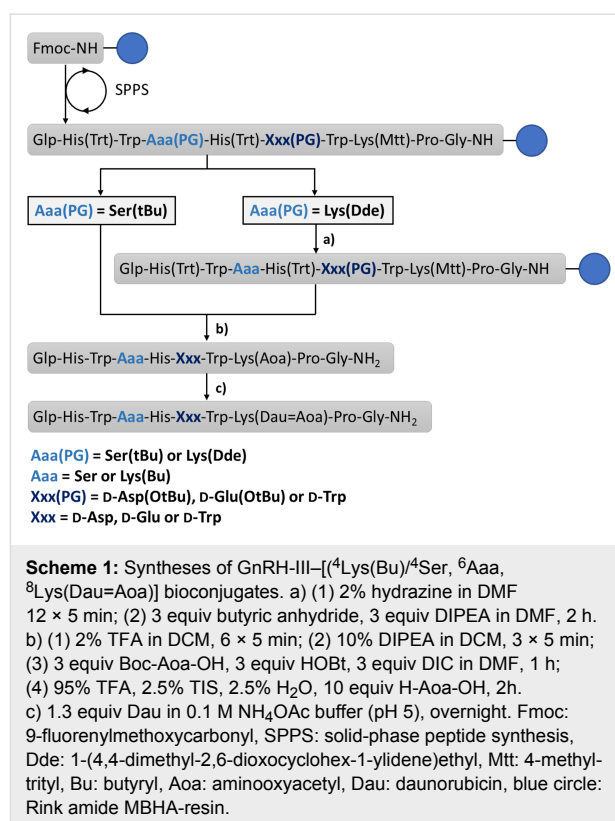 Fmoc-NH
SPPS
Glp-His(Trt)-Trp-Aaa(PG)-His(Trt)-Xxx(PG)-Trp-Lys(Mtt)-Pro-Gly-NH
Aaa(PG) = Ser(tBu)
Aaa(PG) = Lys(Dde)
a)
Glp-His(Trt)-Trp-Aaa-His(Trt)-Xxx(PG)-Trp-Lys(Mtt)-Pro-Gly-NH
b)
Glp-His-Trp-Aaa-His-Xxx-Trp-Lys(Aoa)-Pro-Gly-NH₂
c)
Glp-His-Trp-Aaa-His-Xxx-Trp-Lys(Dau=Aoa)-Pro-Gly-NH₂
Aaa(PG) = Ser(tBu) or Lys(Dde)
Aaa = Ser or Lys(Bu)
Xxx(PG) = D-Asp(OtBu), D-Glu(OtBu) or D-Trp
Xxx = D-Asp, D-Glu or D-Trp
Scheme 1: Syntheses of GnRH-III–[(⁴Lys(Bu)/⁴Ser, ⁶Aaa,
⁸Lys(Dau=Aoa)] bioconjugates. a) (1) 2% hydrazine in DMF
12 × 5 min; (2) 3 equiv butyric anhydride, 3 equiv DIPEA in DMF, 2 h.
b) (1) 2% TFA in DCM, 6 × 5 min; (2) 10% DIPEA in DCM, 3 × 5 min;
(3) 3 equiv Boc-Aoa-OH, 3 equiv HOBt, 3 equiv DIC in DMF, 1 h;
(4) 95% TFA, 2.5% TIS, 2.5% H₂O, 10 equiv H-Aoa-OH, 2h.
c) 1.3 equiv Dau in 0.1 M NH₄OAc buffer (pH 5), overnight. Fmoc:
9-fluorenylmethoxycarbonyl, SPPS: solid-phase peptide synthesis,
Dde: 1-(4,4-dimethyl-2,6-dioxocyclohex-1-ylidene)ethyl, Mtt: 4-methyl-
trityl, Bu: butyryl, Aoa: aminooxyacetyl, Dau: daunorubicin, blue circle:
Rink amide MBHA-resin.